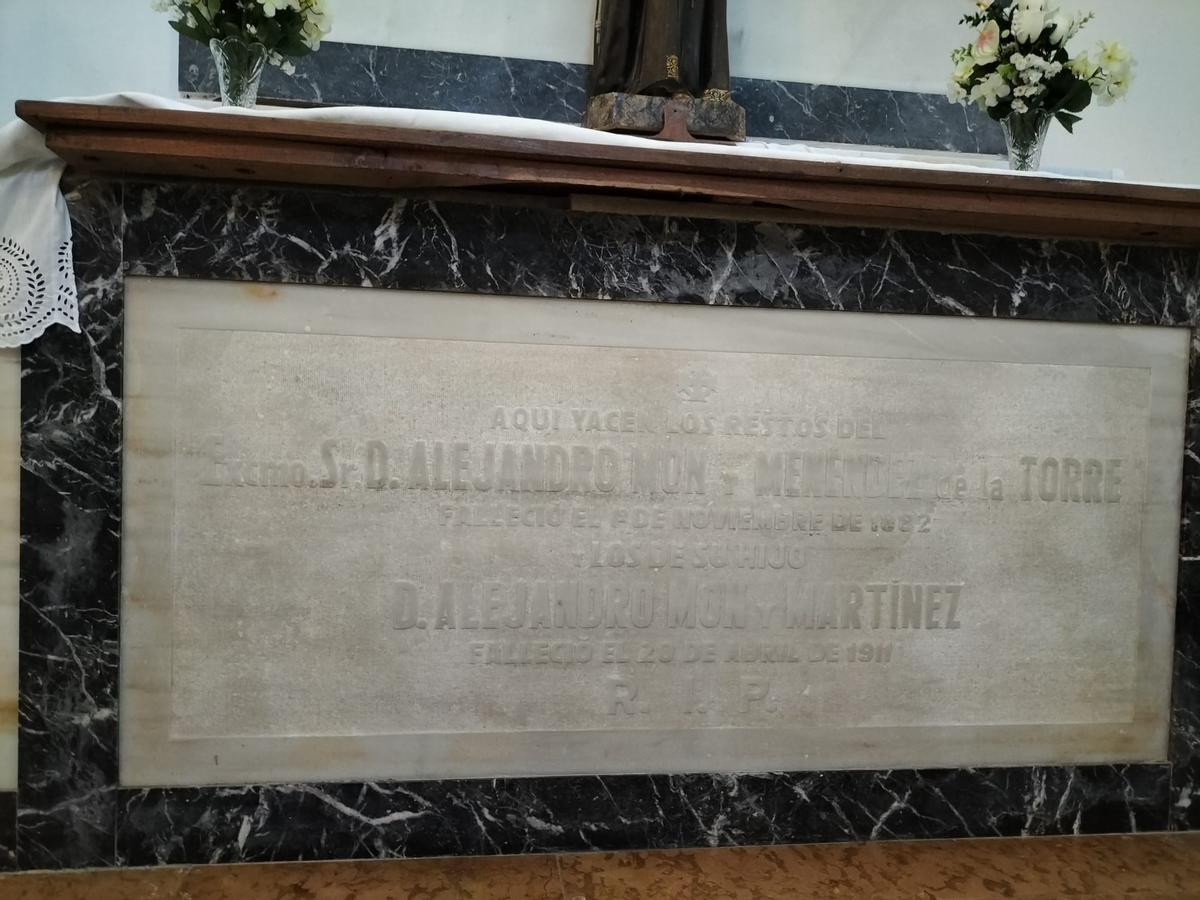 AQUI YACEN LOS RESTOS DEL
Excmo. Sr. D. ALEJANDRO MON Y MENENDEZ de la TORRE
FALLECIÓ EL 1º DE NOVIEMBRE DE 1882
Y LOS DE SU HIJO
D. ALEJANDRO MON Y MARTÍNEZ
FALLECIÓ EL 20 DE ABRIL DE 1911
R. I. P.